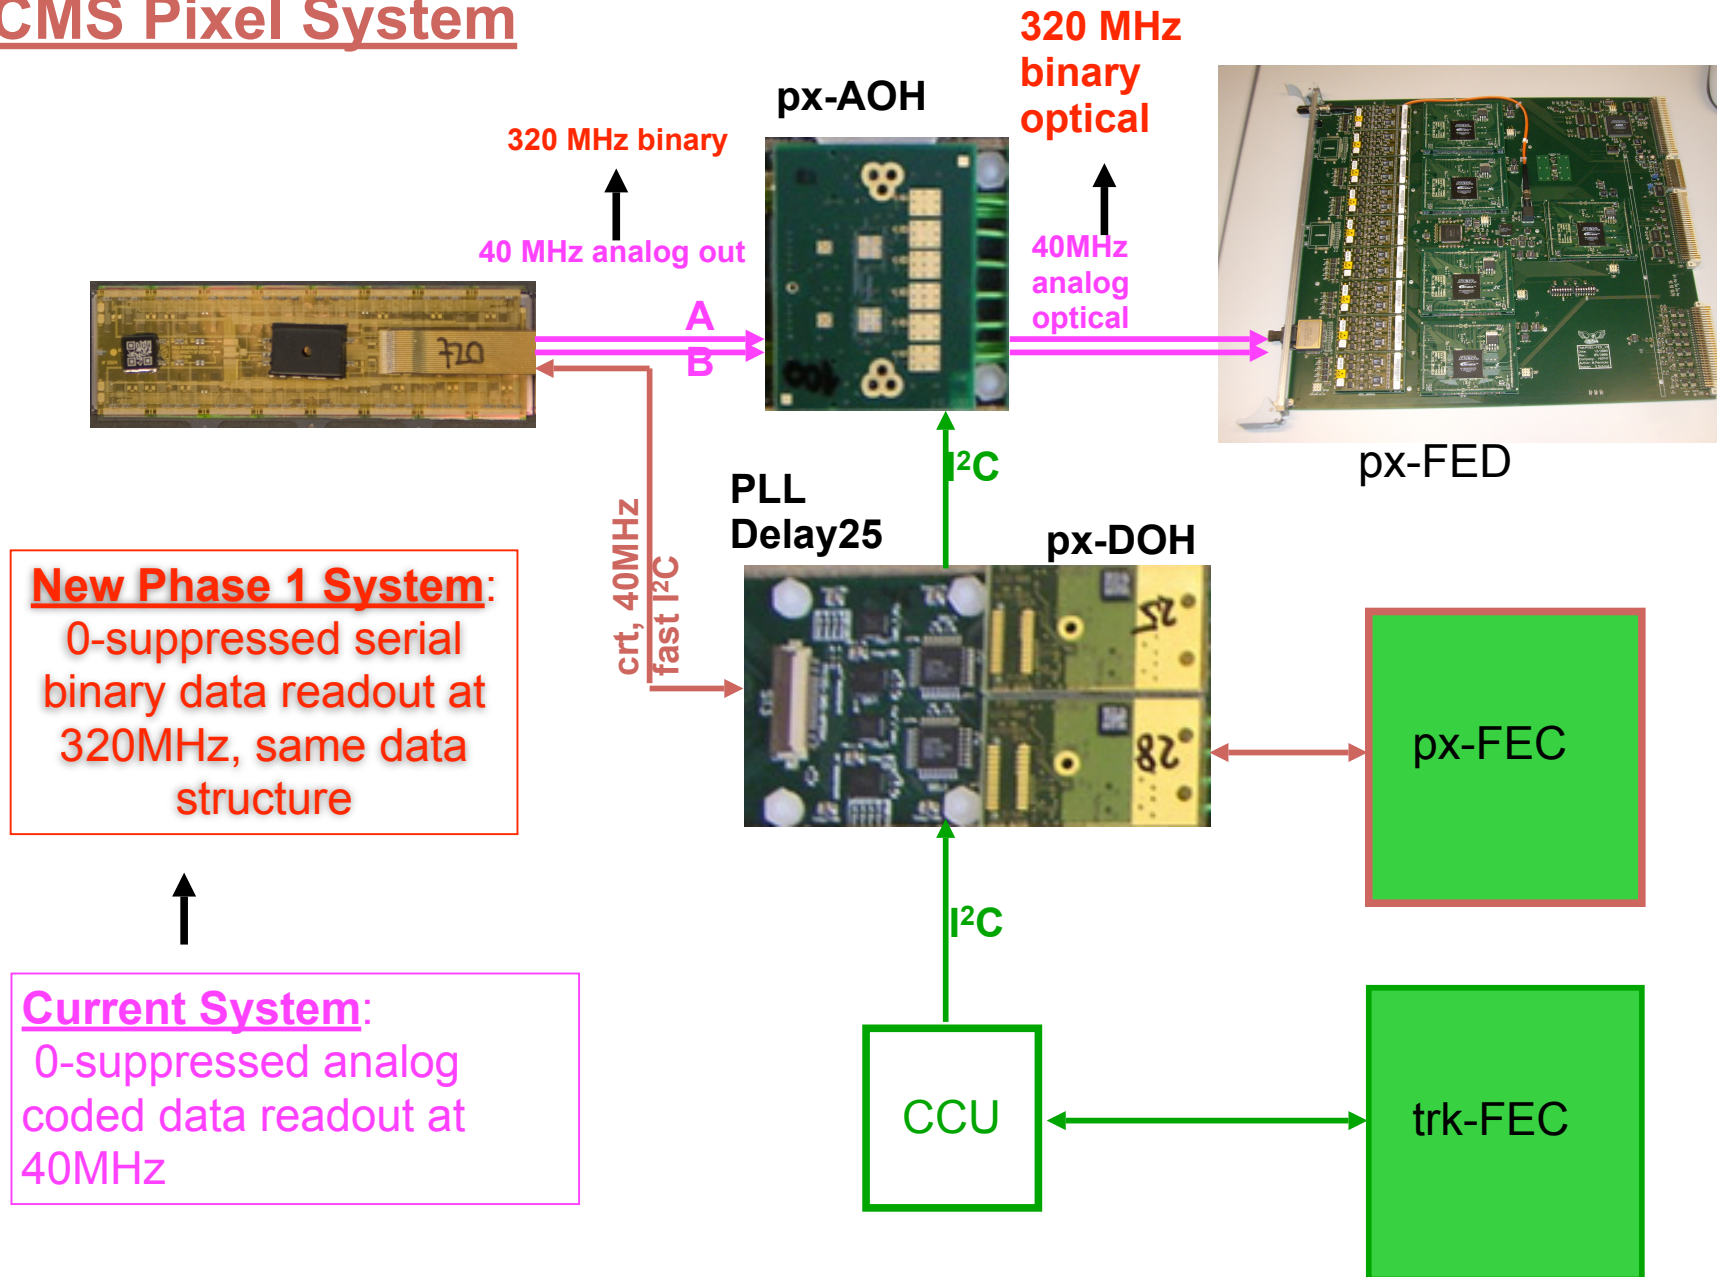 CMS Pixel System
320 MHz
binary
optical
px-AOH
320 MHz binary
40 MHz analog out
40MHz
analog
optical
A
B
720
px-FED
I²C
PLL
Delay25
px-DOH
crt, 40MHz
fast I²C
New Phase 1 System:
0-suppressed serial
binary data readout at
320MHz, same data
structure
px-FEC
28
I²C
Current System:
0-suppressed analog
coded data readout at
40MHz
CCU
trk-FEC